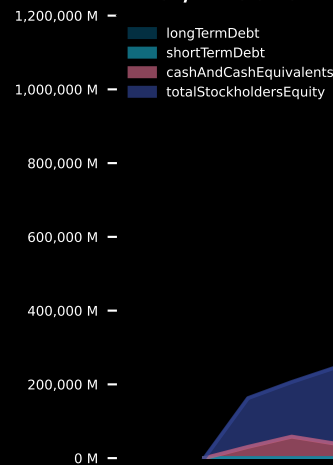 1,200,000 M
longTermDebt
shortTermDebt
cashAndCashEquivalents
totalStockholdersEquity
1,000,000 M
800,000 M
600,000 M
400,000 M
200,000 M
0 M